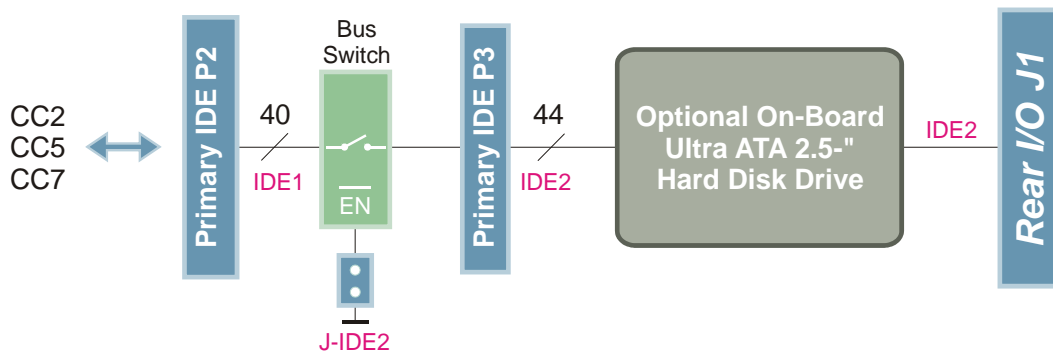 CC2
CC5
CC7
Primary IDE P2
40
IDE1
Bus
Switch
EN
J-IDE2
Primary IDE P3
44
IDE2
Optional On-Board
Ultra ATA 2.5-"
Hard Disk Drive
IDE2
Rear I/O J1